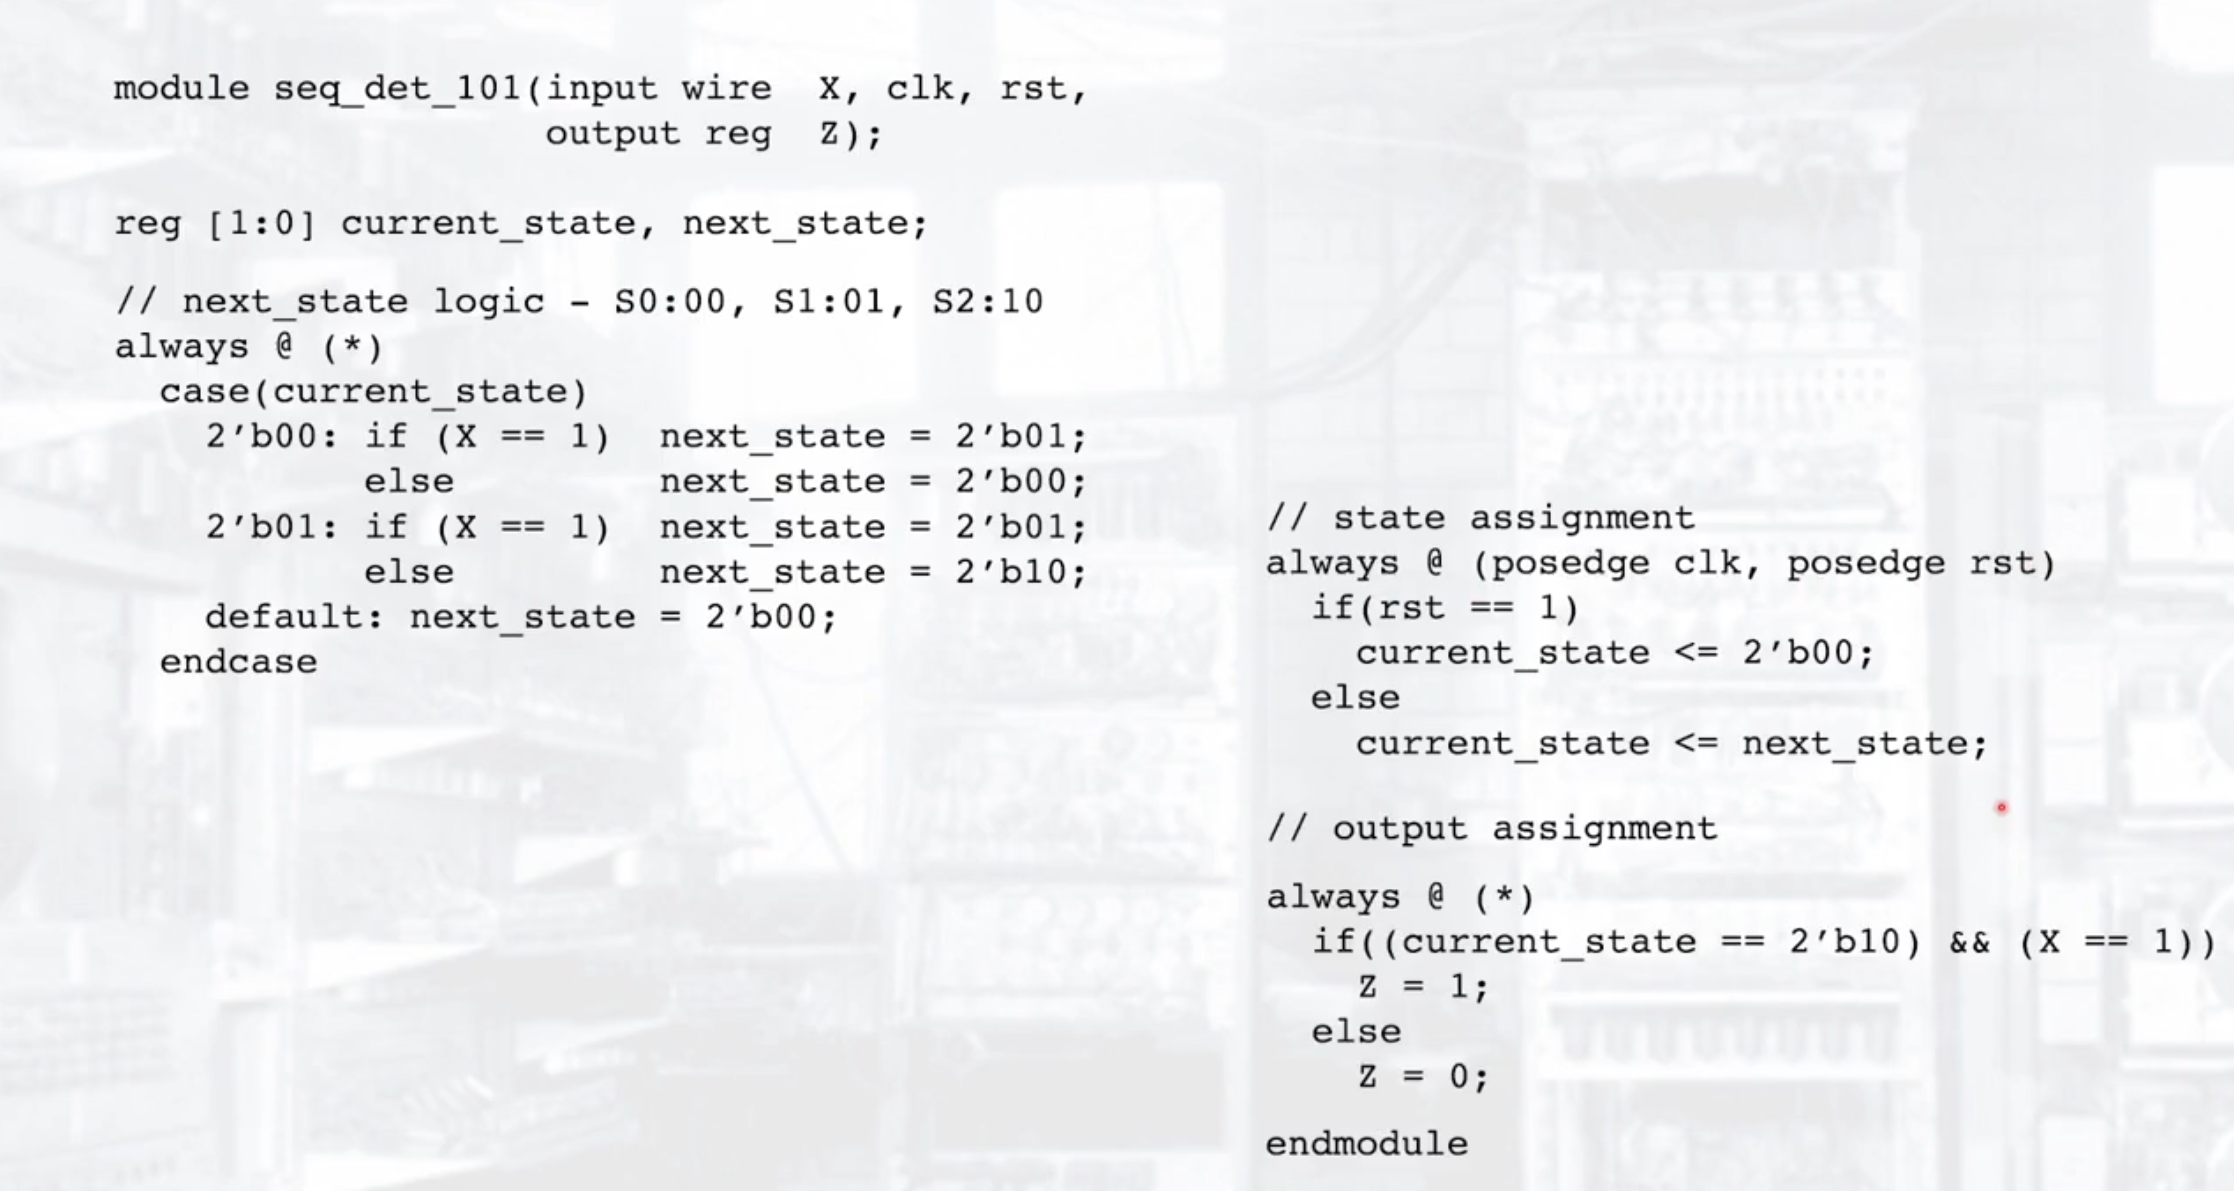 module seq_det_101(input wire  X, clk, rst,
                   output reg  Z);
reg [1:0] current_state, next_state;
// next_state logic – S0:00, S1:01, S2:10
always @ (*)
  case(current_state)
    2’b00: if (X == 1)  next_state = 2’b01;
           else         next_state = 2’b00;
    2’b01: if (X == 1)  next_state = 2’b01;
           else         next_state = 2’b10;
    default: next_state = 2’b00;
  endcase
// state assignment
always @ (posedge clk, posedge rst)
  if(rst == 1)
    current_state <= 2’b00;
  else
    current_state <= next_state;
// output assignment
always @ (*)
  if((current_state == 2’b10) && (X == 1))
    Z = 1;
  else
    Z = 0;
endmodule